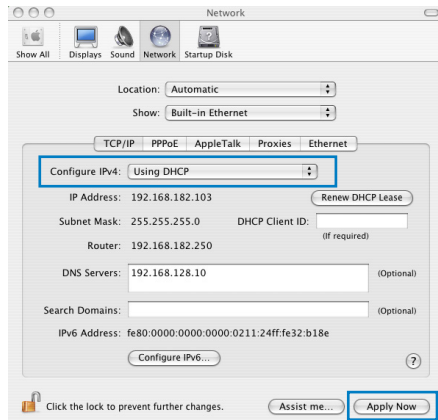 Network
Show All Displays Sound Network Startup Disk
Location: Automatic
Show: Built-in Ethernet
TCP/IP PPPoE AppleTalk Proxies Ethernet
Configure IPv4: Using DHCP
IP Address: 192.168.182.103 Renew DHCP Lease
Subnet Mask: 255.255.255.0 DHCP Client ID:
(If required)
Router: 192.168.182.250
DNS Servers: 192.168.128.10 (Optional)
Search Domains: (Optional)
IPv6 Address: fe80:0000:0000:0000:0211:24ff:fe32:b18e
Configure IPv6... ?
Click the lock to prevent further changes. Assist me... Apply Now